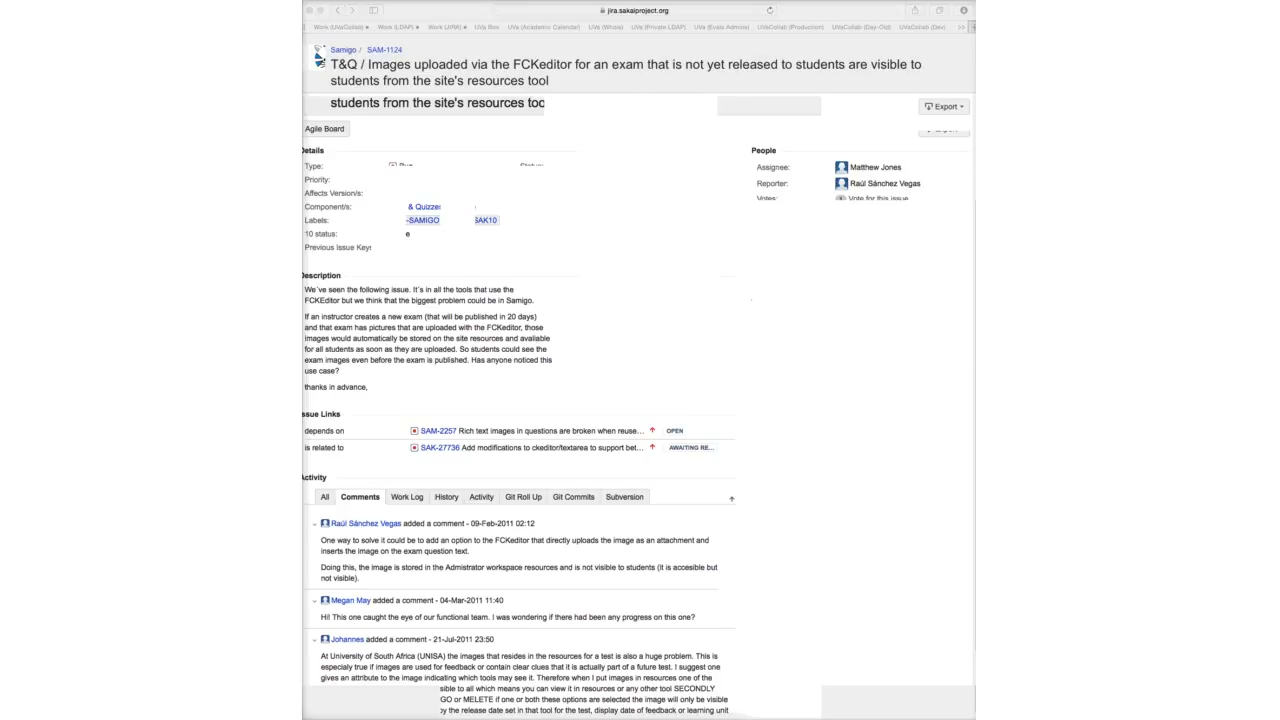 jira.sakaiproject.org
Work (UVaCollab) Work (LDAP) Work (JIRA) UVa Box UVa (Academic Calendar) UVa (Whois) UVa (Private LDAP) UVa (Evals Admins) UVaCollab (Production) UVaCollab (Day-Old) UVaCollab (Dev) >>
Samigo / SAM-1124
T&Q / Images uploaded via the FCKeditor for an exam that is not yet released to students are visible to
students from the site's resources tool
students from the site's resources too
Export
Agile Board
Details
People
Type: Bug Status:
Assignee: Matthew Jones
Priority:
Reporter: Raúl Sánchez Vegas
Affects Version/s:
Votes: Vote for this issue
Component/s: & Quizzes
Labels: -SAMIGO SAK10
10 status: e
Previous Issue Keys
Description
We´ve seen the following issue. It´s in all the tools that use the
FCKEditor but we think that the biggest problem could be in Samigo.
If an instructor creates a new exam (that will be published in 20 days)
and that exam has pictures that are uploaded with the FCKeditor, those
images would automatically be stored on the site resources and avaliable
for all students as soon as they are uploaded. So students could see the
exam images even before the exam is published. Has anyone noticed this
use case?
thanks in advance,
Issue Links
depends on SAM-2257 Rich text images in questions are broken when reuse... OPEN
is related to SAK-27736 Add modifications to ckeditor/textarea to support bet... AWAITING RE...
Activity
All Comments Work Log History Activity Git Roll Up Git Commits Subversion
Raúl Sánchez Vegas added a comment - 09-Feb-2011 02:12
One way to solve it could be to add an option to the FCKeditor that directly uploads the image as an attachment and
inserts the image on the exam question text.
Doing this, the image is stored in the Admistrator workspace resources and is not visible to students (it is accesible but
not visible).
Megan May added a comment - 04-Mar-2011 11:40
Hi! This one caught the eye of our functional team. I was wondering if there had been any progress on this one?
Johannes added a comment - 21-Jul-2011 23:50
At University of South Africa (UNISA) the images that resides in the resources for a test is also a huge problem. This is
especialy true if images are used for feedback or contain clear clues that it is actually part of a future test. I suggest one
gives an attribute to the image indicating which tools may see it. Therefore when I put images in resources one of the
sible to all which means you can view it in resources or any other tool SECONDLY
GO or MELETE if one or both these options are selected the image will only be visible
by the release date set in that tool for the test, display date of feedback or learning unit